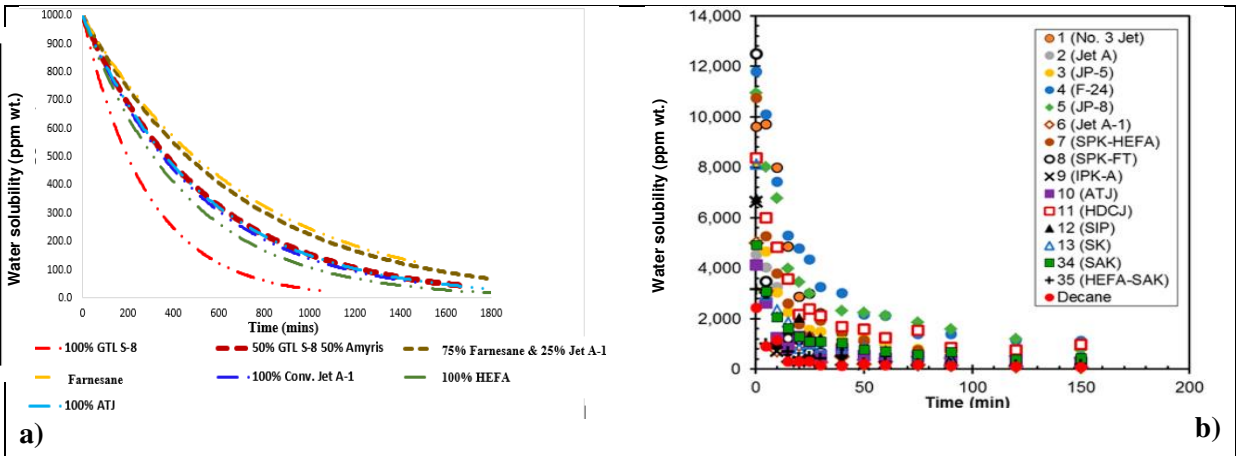 Water solubility (ppm wt.)
1000.0
900.0
800.0
700.0
600.0
500.0
400.0
300.0
200.0
100.0
0.0
0 200 400 600 800 1000 1200 1400 1600 1800
Time (mins)
100% GTL S-8 50% GTL S-8 50% Amyris 75% Farnesane & 25% Jet A-1
Farnesane 100% Conv. Jet A-1 100% HEFA
100% ATJ
a)
Water solubility (ppm wt.)
14,000
12,000
10,000
8,000
6,000
4,000
2,000
0
0 50 100 150 200
Time (min)
1 (No. 3 Jet)
2 (Jet A)
3 (JP-5)
4 (F-24)
5 (JP-8)
6 (Jet A-1)
7 (SPK-HEFA)
8 (SPK-FT)
9 (IPK-A)
10 (ATJ)
11 (HDCJ)
12 (SIP)
13 (SK)
34 (SAK)
35 (HEFA-SAK)
Decane
b)